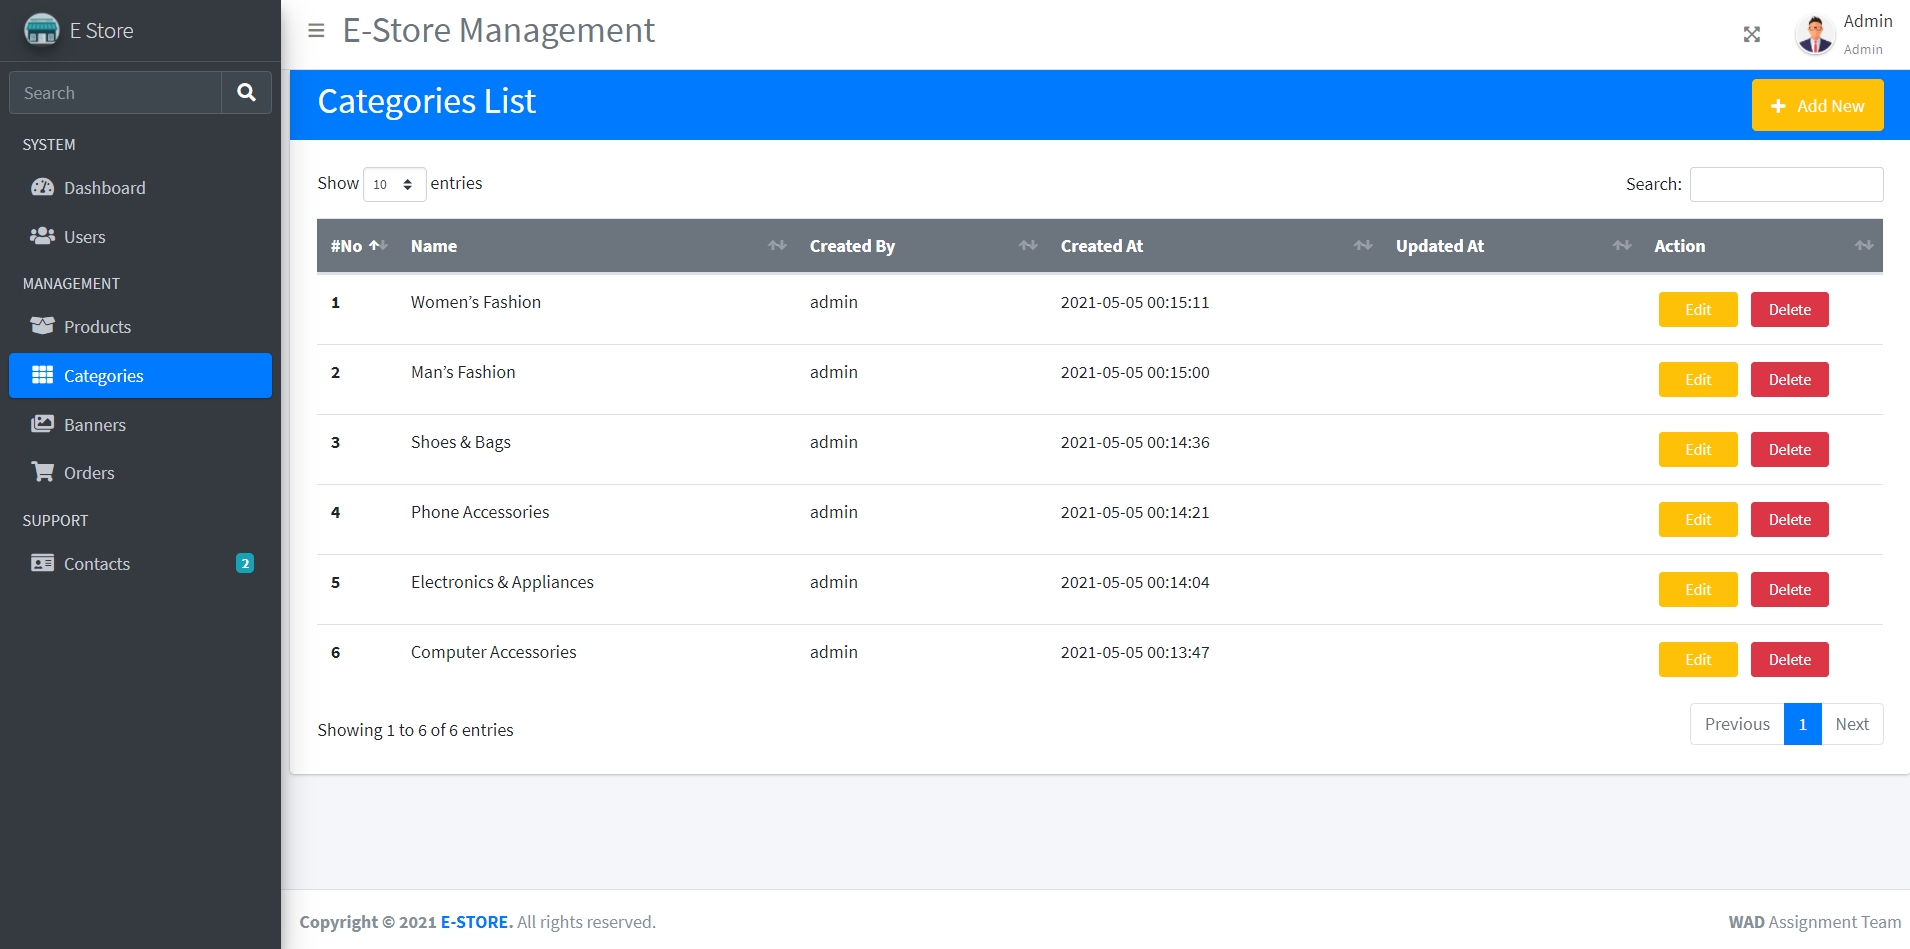 E Store
E-Store Management
Admin
Admin
Search
SYSTEM
Dashboard
Users
MANAGEMENT
Products
Categories
Banners
Orders
SUPPORT
Contacts 2
Categories List
+ Add New
Show 10 entries
Search:
#No Name Created By Created At Updated At Action
1 Women’s Fashion admin 2021-05-05 00:15:11 Edit Delete
2 Man’s Fashion admin 2021-05-05 00:15:00 Edit Delete
3 Shoes & Bags admin 2021-05-05 00:14:36 Edit Delete
4 Phone Accessories admin 2021-05-05 00:14:21 Edit Delete
5 Electronics & Appliances admin 2021-05-05 00:14:04 Edit Delete
6 Computer Accessories admin 2021-05-05 00:13:47 Edit Delete
Showing 1 to 6 of 6 entries
Previous 1 Next
Copyright © 2021 E-STORE. All rights reserved.
WAD Assignment Team